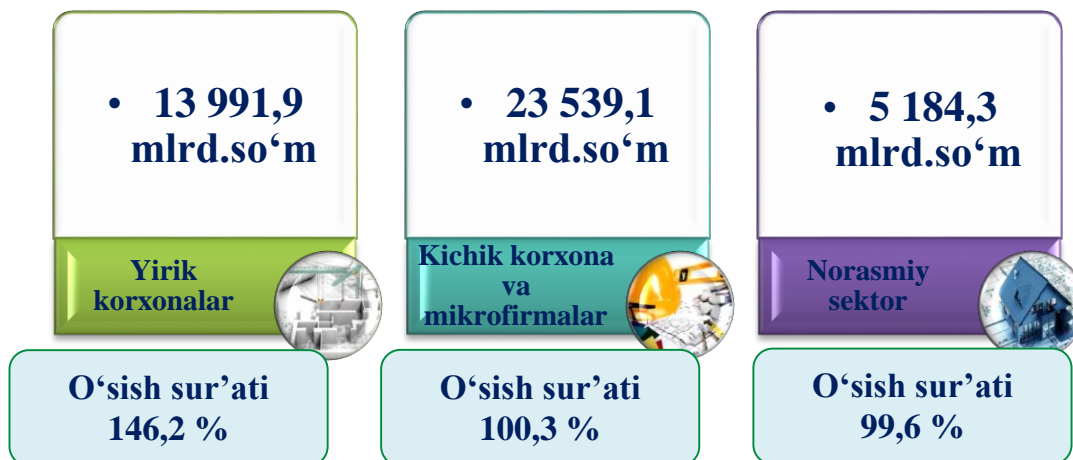 • 13 991,9
mlrd.so‘m
Yirik
korxonalar
O‘sish sur’ati
146,2 %
• 23 539,1
mlrd.so‘m
Kichik korxona
va
mikrofirmalar
O‘sish sur’ati
100,3 %
• 5 184,3
mlrd.so‘m
Norasmiy
sektor
O‘sish sur’ati
99,6 %